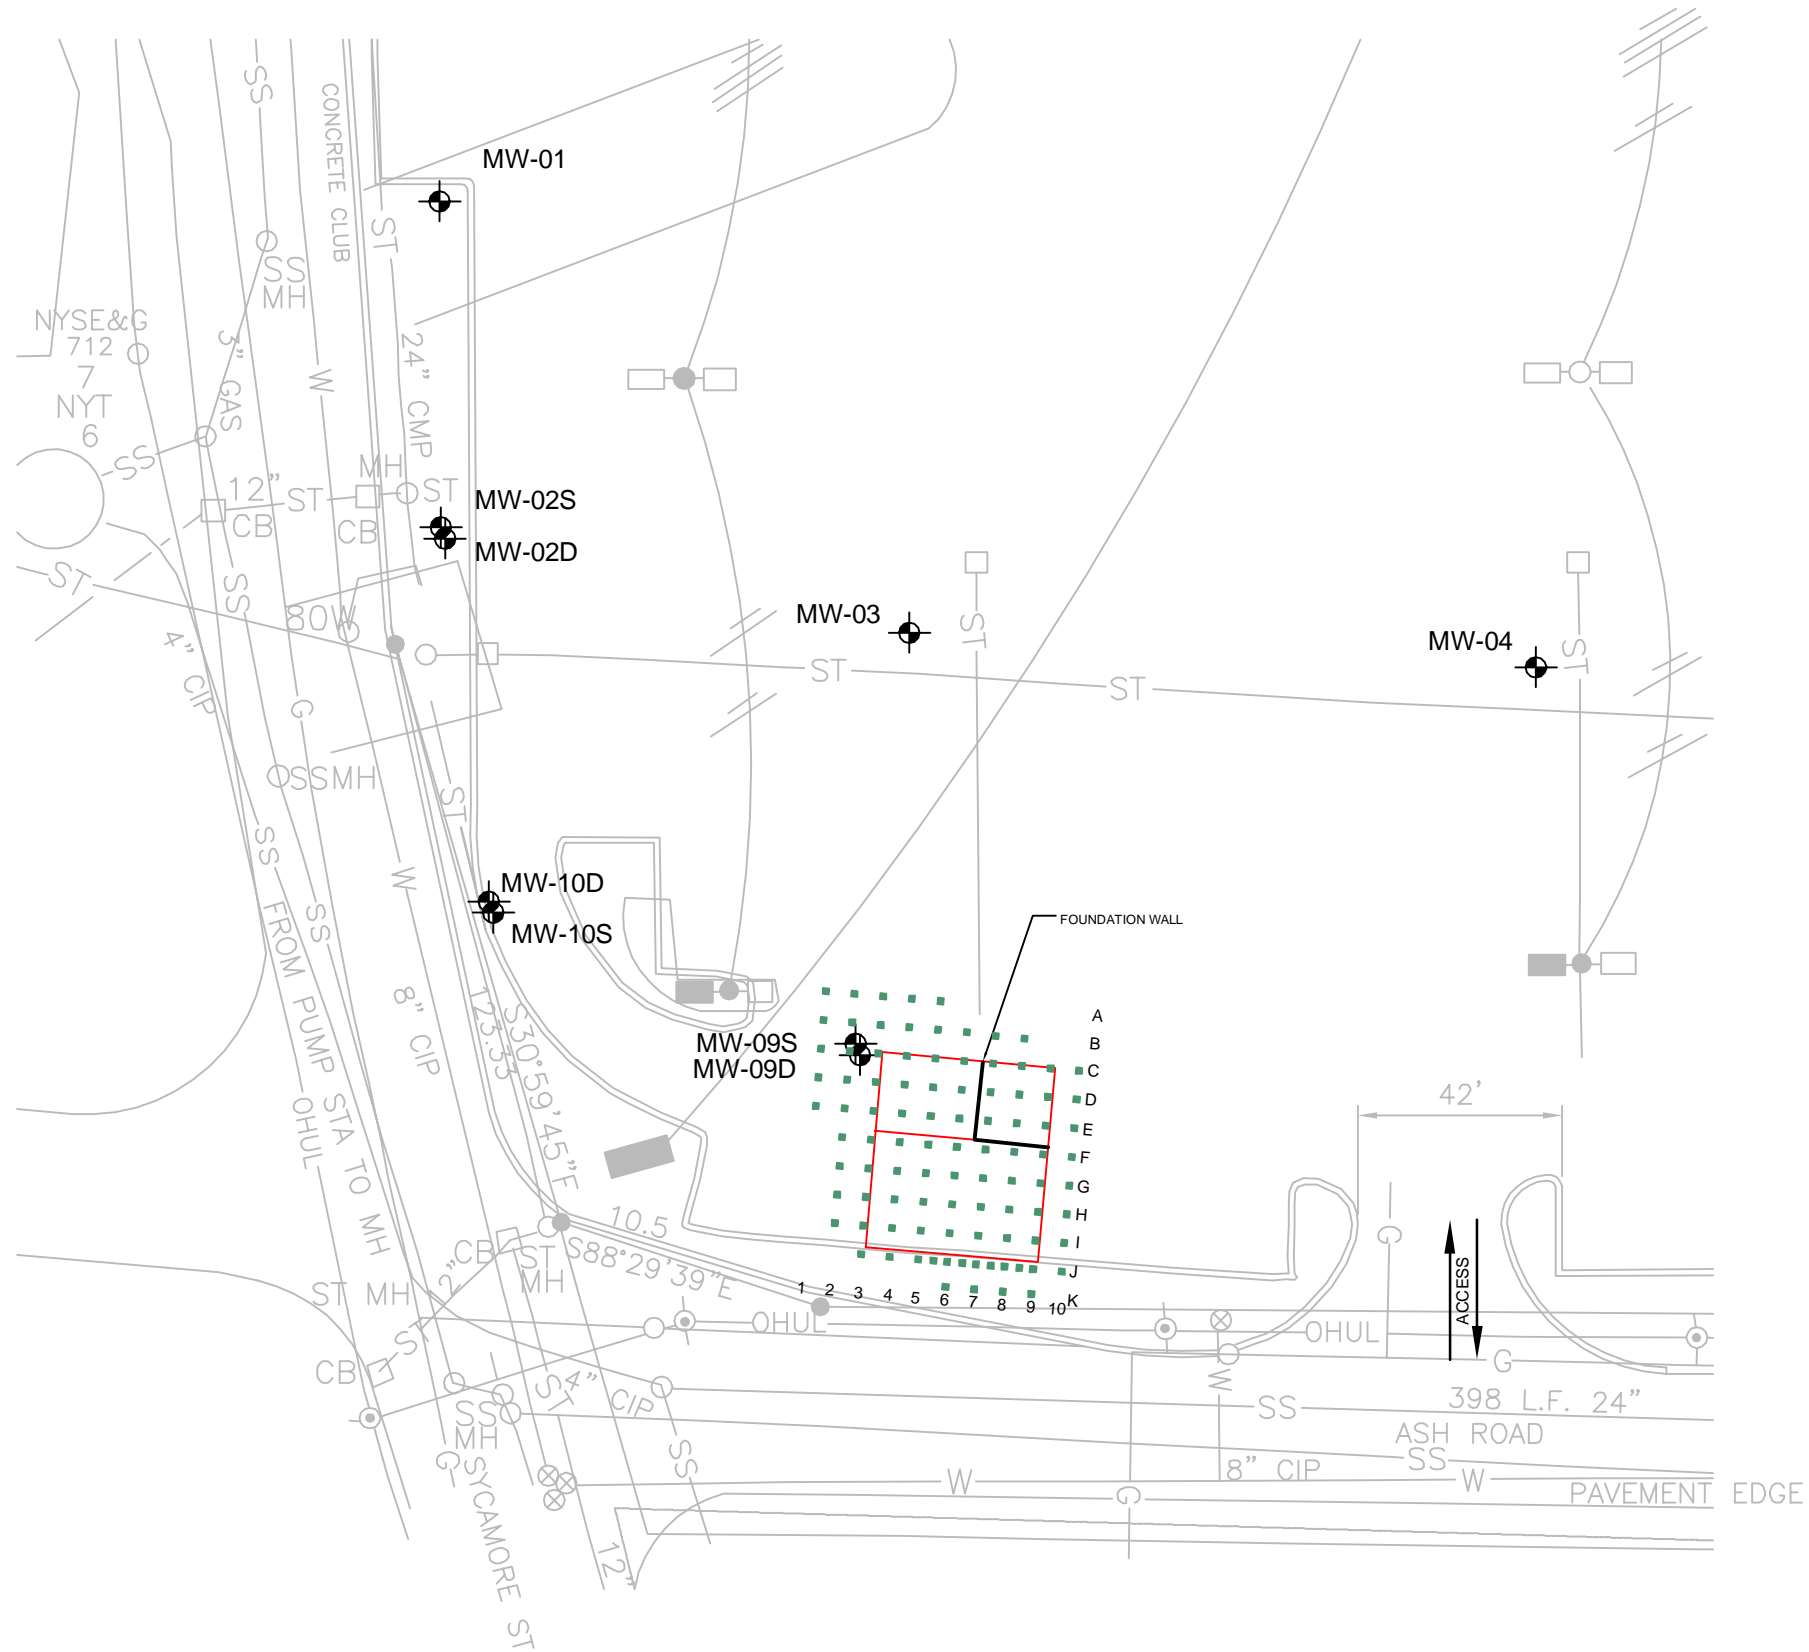 SS
CONCRETE CLUB
MW-01
ST
SS
MH
NYSE&G
712
7
NYT
6
3" GAS
W
24" CMP
SS
12"
ST
MH
ST
CB
CB
MW-02S
MW-02D
ST
SS
80W
4" CIP
MW-03
ST
MW-04
ST
ST
ST
G
SSMH
ST
SS
W
MW-10D
MW-10S
SS
FOUNDATION WALL
SS FROM PUMP STA TO MH
8" CIP
123.33
S30°59'45"E
MW-09S
MW-09D
A
B
C
D
E
F
G
H
I
J
K
1
2
3
4
5
6
7
8
9
10
OHUL
42'
G
ACCESS
10.5
S88°29'39"E
CB
ST
MH
12"
ST MH
ST
CB
OHUL
OHUL
G
W
4" CIP
ST
SS
MH
SS
SS
398 L.F. 24"
ASH ROAD
SS
8" CIP
W
W
G
G
PAVEMENT EDGE
SYCAMORE ST
12"